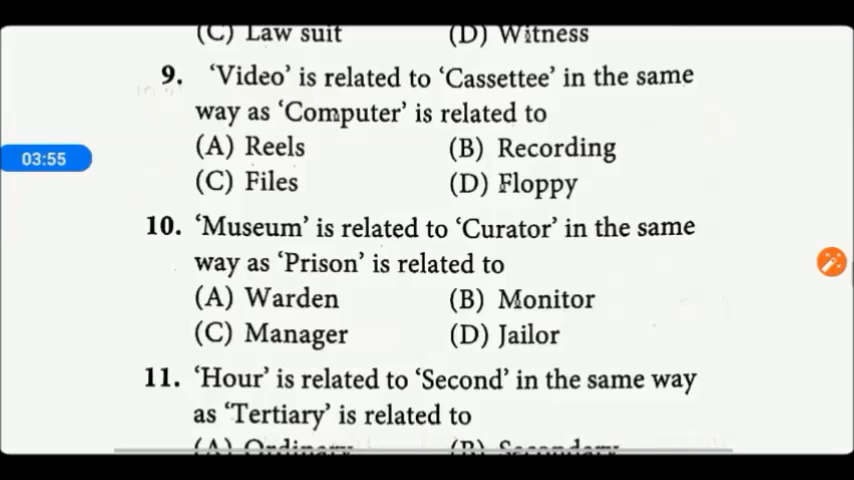 (C) Law suit (D) Witness
9. ‘Video’ is related to ‘Cassettee’ in the same
way as ‘Computer’ is related to
(A) Reels (B) Recording
(C) Files (D) Floppy
03:55
10. ‘Museum’ is related to ‘Curator’ in the same
way as ‘Prison’ is related to
(A) Warden (B) Monitor
(C) Manager (D) Jailor
11. ‘Hour’ is related to ‘Second’ in the same way
as ‘Tertiary’ is related to
(A) Ordinary (B) Secondary